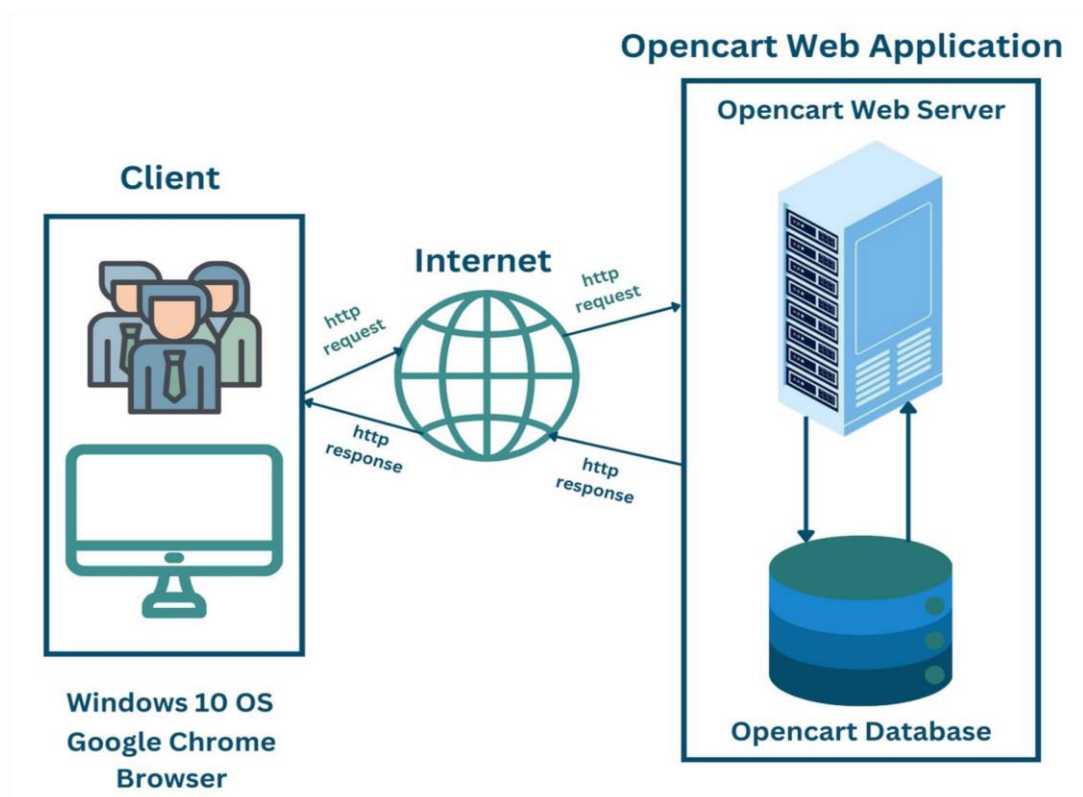 Opencart Web Application
Opencart Web Server
Client
Internet
http
request
http
request
http
response
http
response
Opencart Database
Windows 10 OS
Google Chrome
Browser